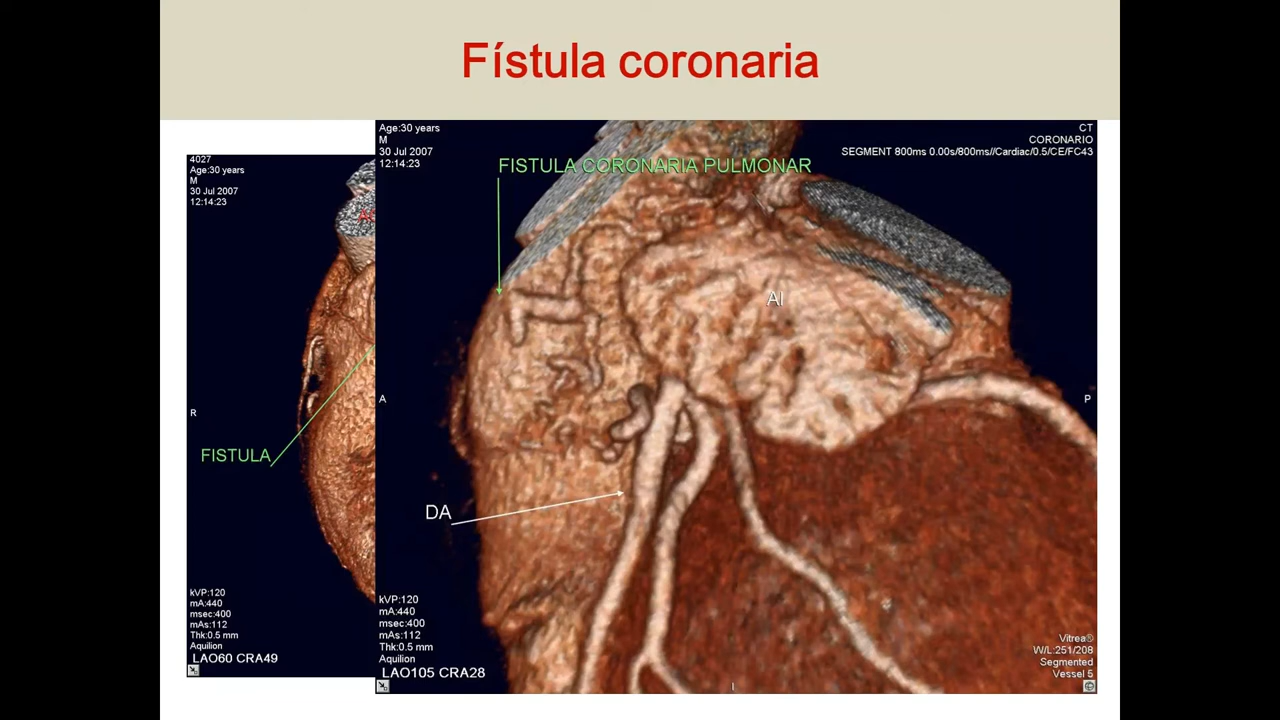 Fístula coronaria
4027
Age:30 years
M
30 Jul 2007
12:14:23
R
FISTULA
kVP:120
mA:440
msec:400
mAs:112
Thk:0.5 mm
Aquilion
LAO60 CRA49
Age:30 years
M
30 Jul 2007
12:14:23
CT
CORONARIO
SEGMENT 800ms 0.00s/800ms//Cardiac/0.5/CE/FC43
FISTULA CORONARIA PULMONAR
AI
A
P
DA
kVP:120
mA:440
msec:400
mAs:112
Thk:0.5 mm
Aquilion
LAO105 CRA28
I
Vitrea®
W/L:251/208
Segmented
Vessel 5